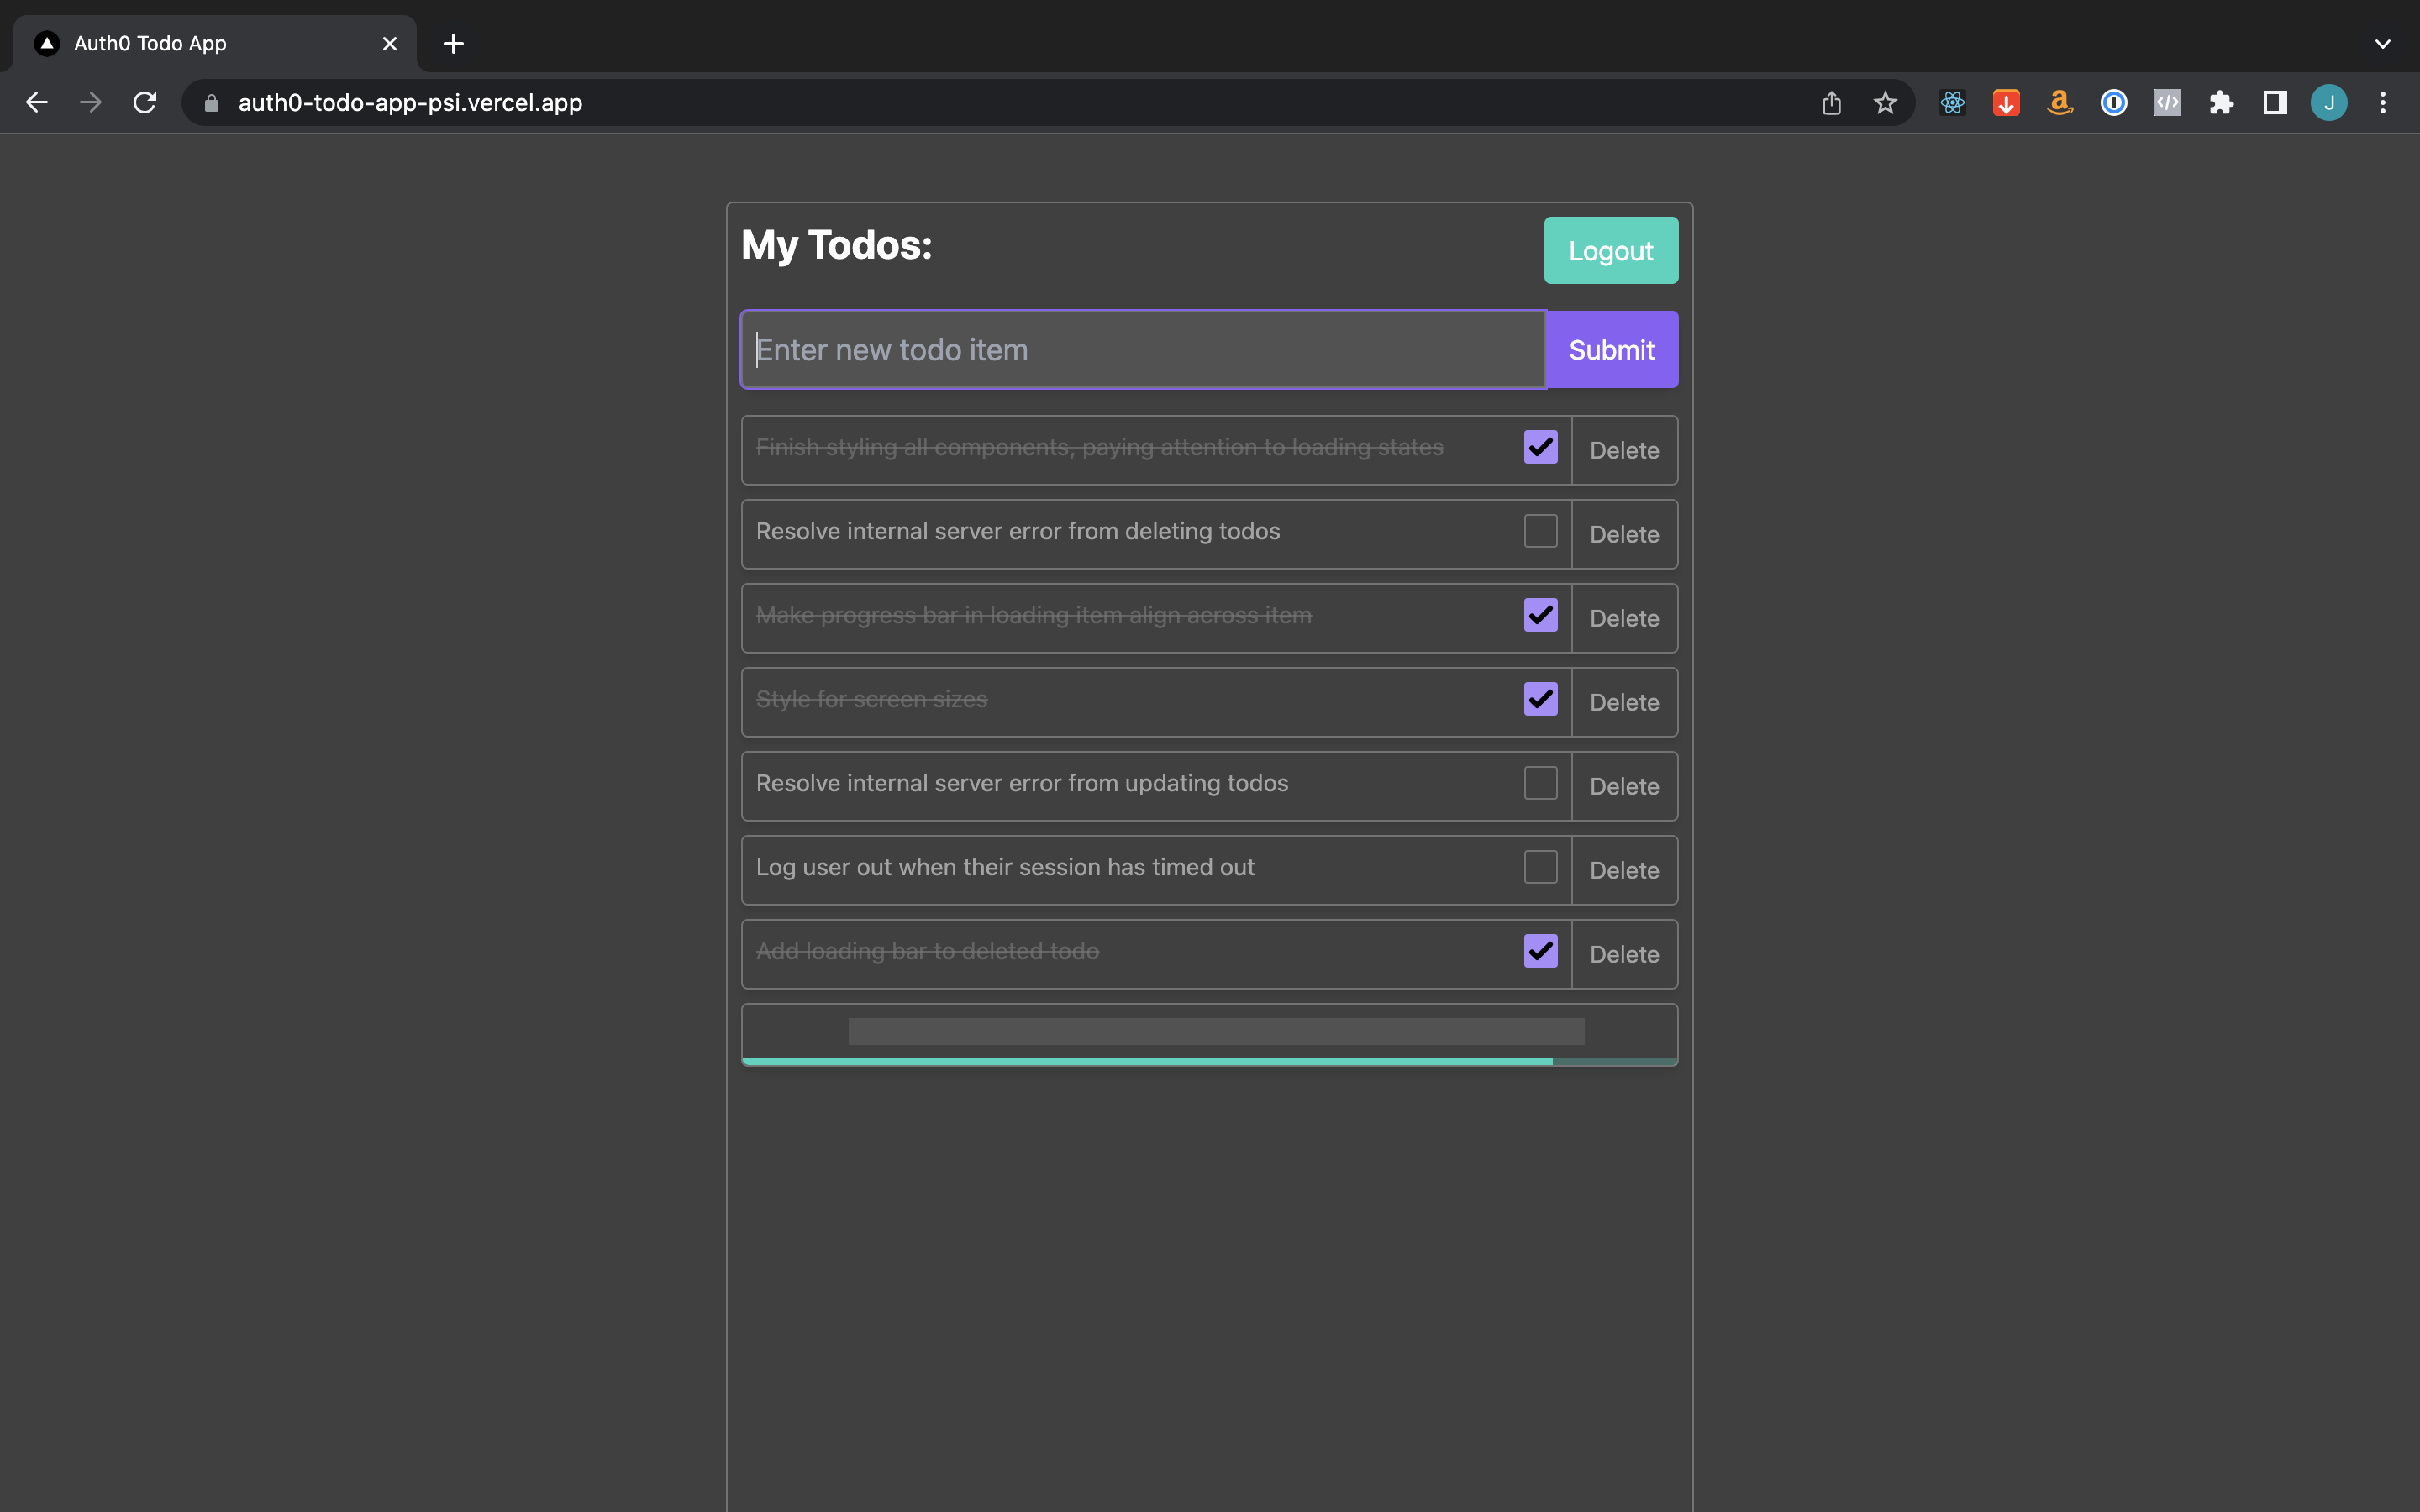 Auth0 Todo App
auth0-todo-app-psi.vercel.app
J
My Todos:
Logout
Enter new todo item
Submit
Finish styling all components, paying attention to loading states
Delete
Resolve internal server error from deleting todos
Delete
Make progress bar in loading item align across item
Delete
Style for screen sizes
Delete
Resolve internal server error from updating todos
Delete
Log user out when their session has timed out
Delete
Add loading bar to deleted todo
Delete